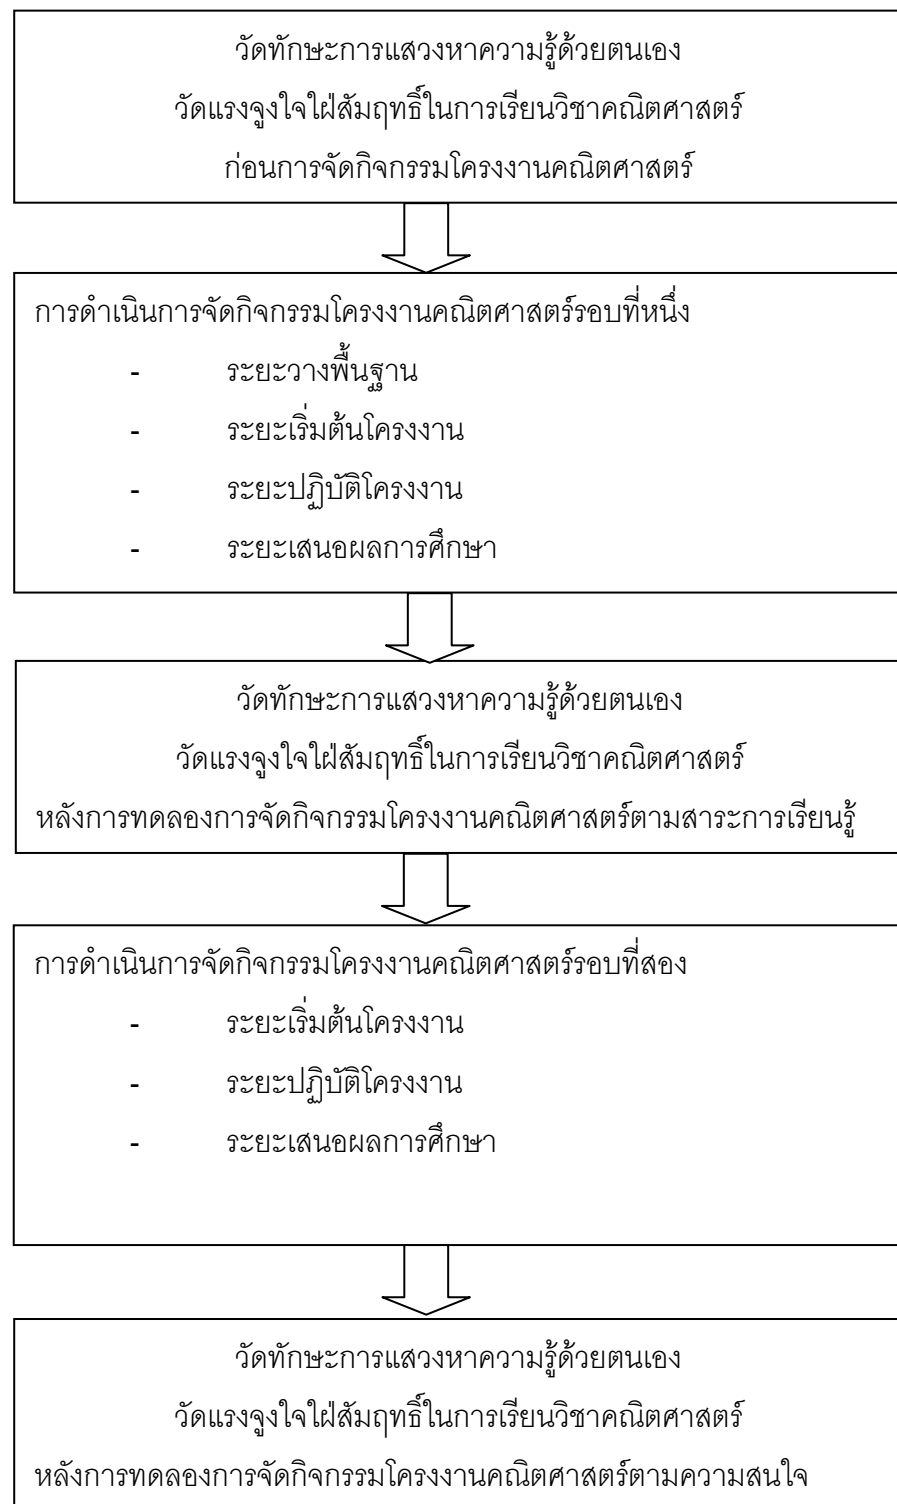 วัดทักษะการแสวงหาความรู้ด้วยตนเอง
วัดแรงจูงใจใฝ่สัมฤทธิ์ในการเรียนวิชาคณิตศาสตร์
ก่อนการจัดกิจกรรมโครงงานคณิตศาสตร์
การดำเนินการจัดกิจกรรมโครงงานคณิตศาสตร์รอบที่หนึ่ง
- ระยะวางพื้นฐาน
- ระยะเริ่มต้นโครงงาน
- ระยะปฏิบัติโครงงาน
- ระยะเสนอผลการศึกษา
วัดทักษะการแสวงหาความรู้ด้วยตนเอง
วัดแรงจูงใจใฝ่สัมฤทธิ์ในการเรียนวิชาคณิตศาสตร์
หลังการทดลองการจัดกิจกรรมโครงงานคณิตศาสตร์ตามสาระการเรียนรู้
การดำเนินการจัดกิจกรรมโครงงานคณิตศาสตร์รอบที่สอง
- ระยะเริ่มต้นโครงงาน
- ระยะปฏิบัติโครงงาน
- ระยะเสนอผลการศึกษา
วัดทักษะการแสวงหาความรู้ด้วยตนเอง
วัดแรงจูงใจใฝ่สัมฤทธิ์ในการเรียนวิชาคณิตศาสตร์
หลังการทดลองการจัดกิจกรรมโครงงานคณิตศาสตร์ตามความสนใจ